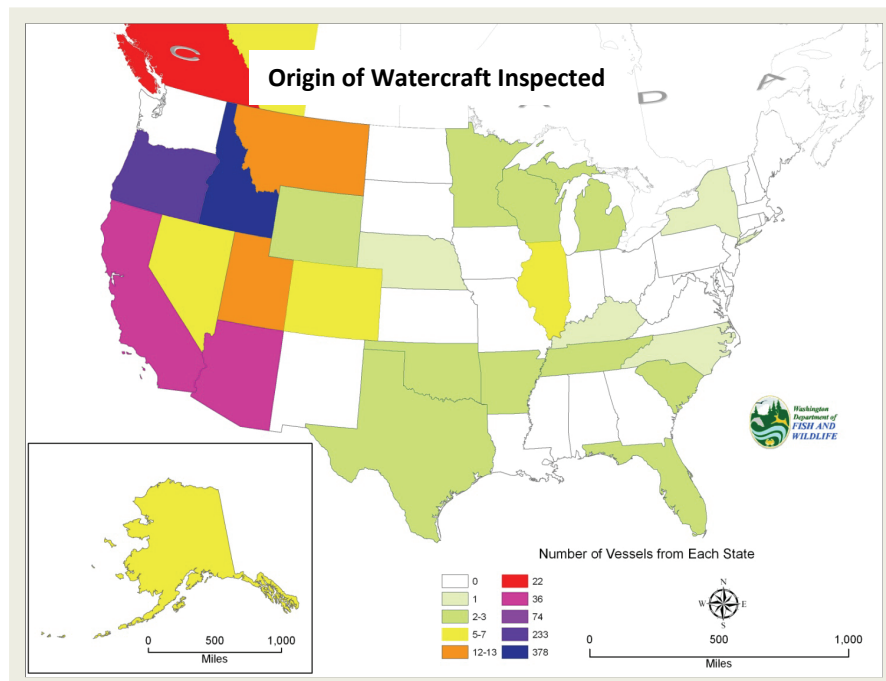 C
Origin of Watercraft Inspected
A
D
A
Washington
Department of
FISH AND
WILDLIFE
Number of Vessels from Each State
0
22
1
36
2-3
74
5-7
233
12-13
378
N
W
E
S
0
500
1,000
Miles
0
500
1,000
Miles